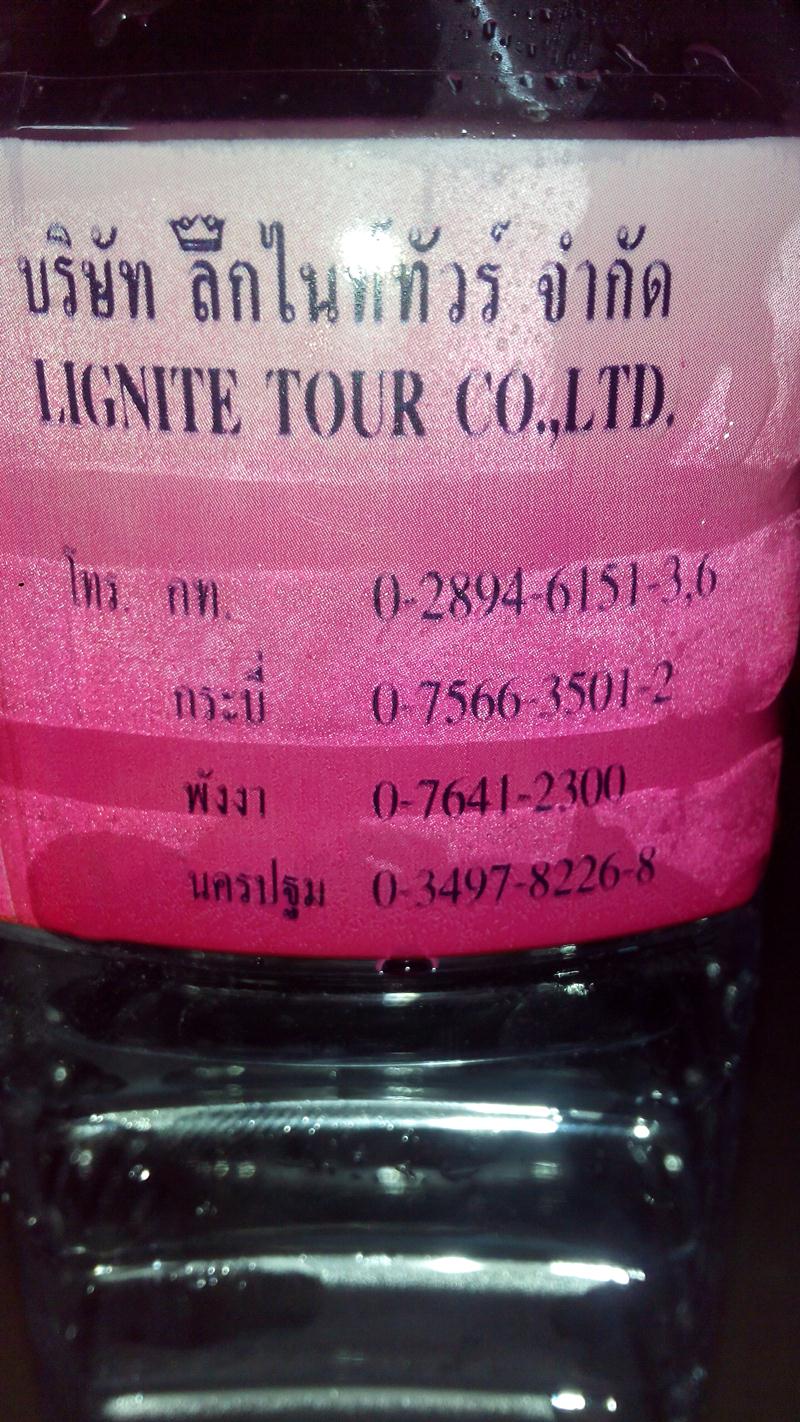 บริษัท ลิกไนท์ทัวร์ จำกัด
LIGNITE TOUR CO.,LTD.
โทร. กท. 0-2894-6151-3,6
กระบี่ 0-7566-3501-2
พังงา 0-7641-2300
นครปฐม 0-3497-8226-8